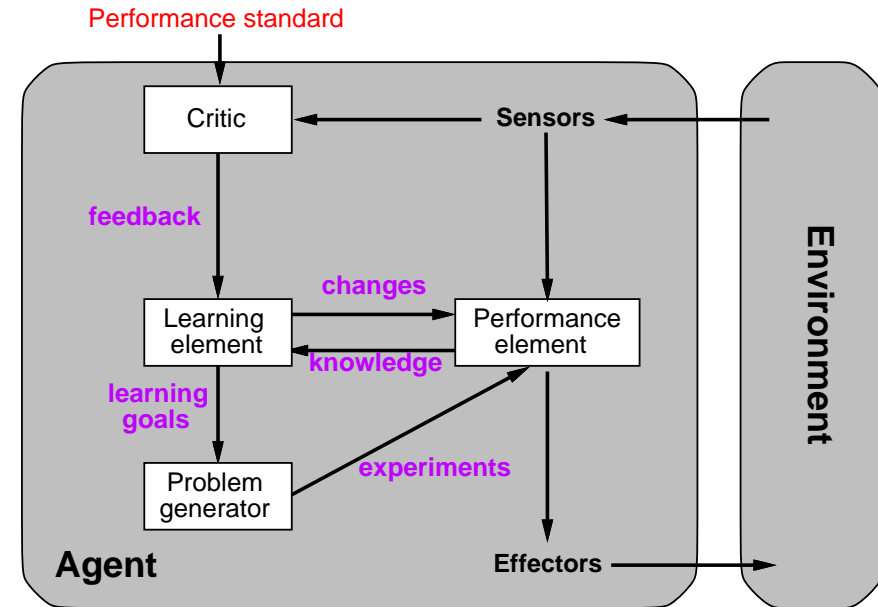 Performance standard
Critic
Sensors
feedback
changes
Learning
element
Performance
element
knowledge
learning
goals
experiments
Problem
generator
Agent
Effectors
Environment